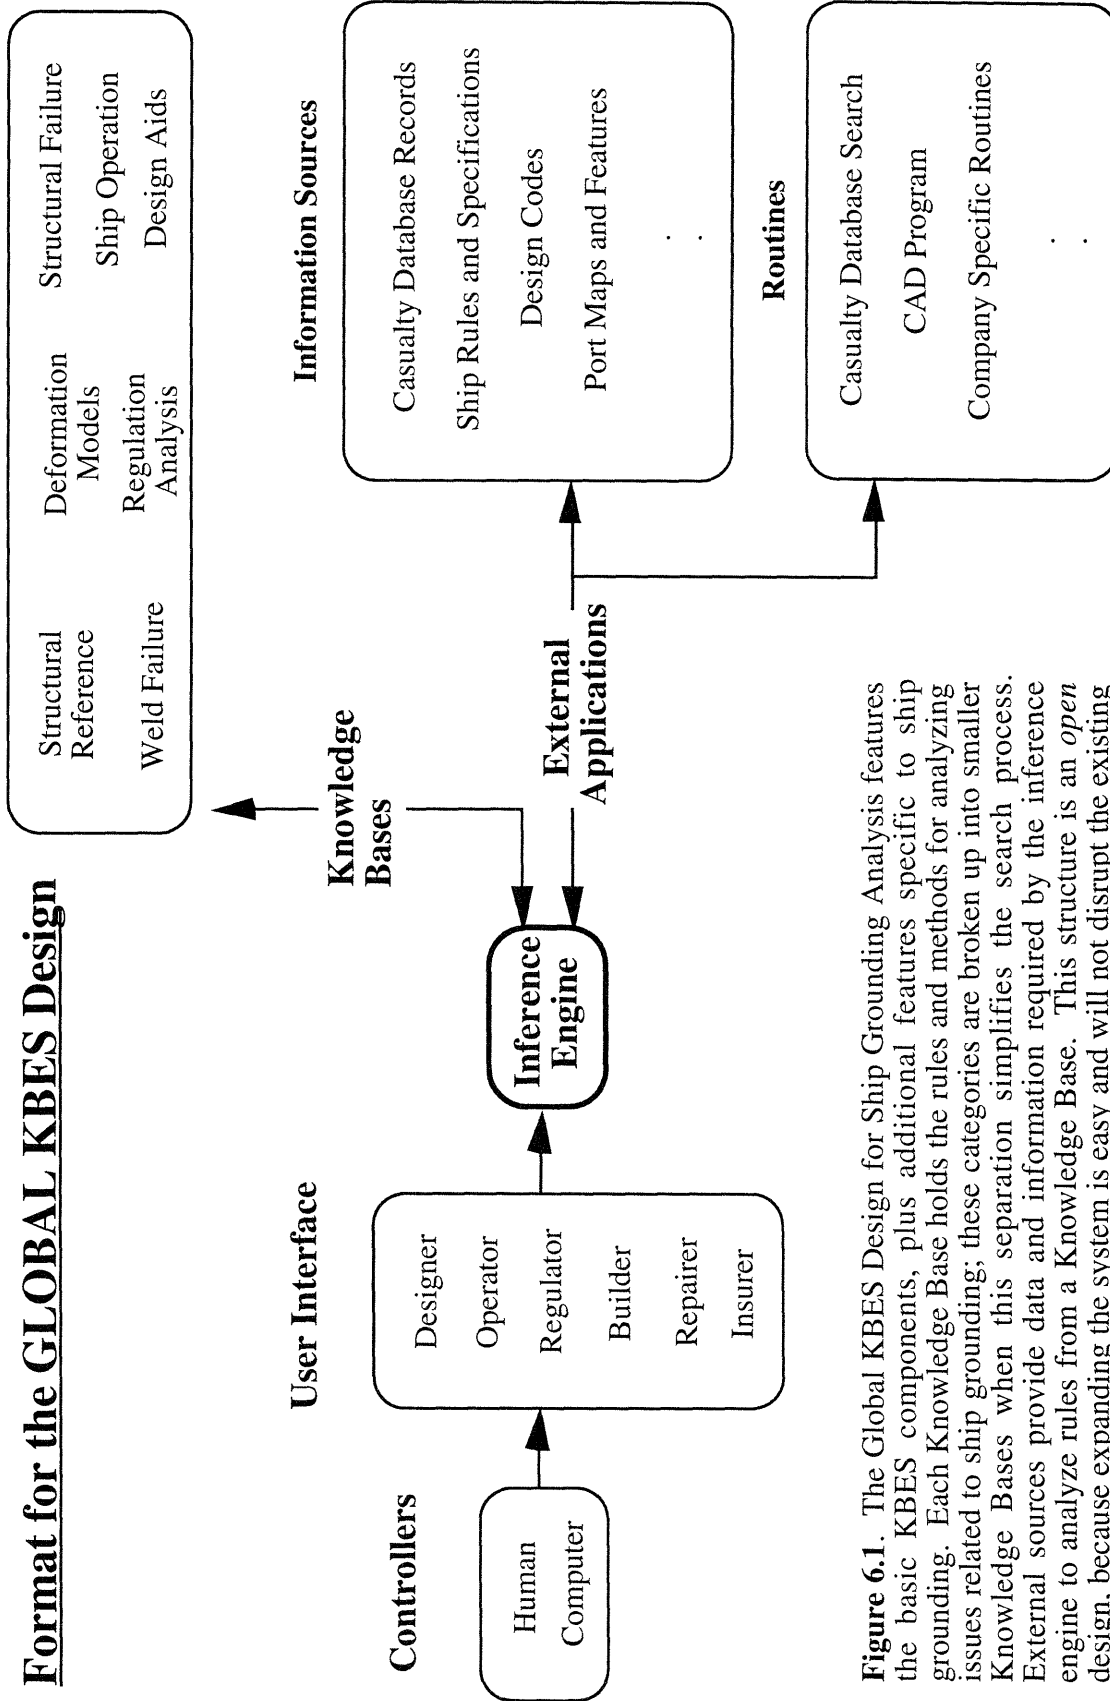 Format for the GLOBAL KBES Design
Structural
Reference
Weld Failure
Deformation
Models
Regulation
Analysis
Structural Failure
Ship Operation
Design Aids
Knowledge
Bases
Controllers
Human
Computer
User Interface
Designer
Operator
Regulator
Builder
Repairer
Insurer
Inference
Engine
External
Applications
Information Sources
Casualty Database Records
Ship Rules and Specifications
Design Codes
Port Maps and Features
.
.
Routines
Casualty Database Search
CAD Program
Company Specific Routines
.
.
Figure 6.1. The Global KBES Design for Ship Grounding Analysis features
the basic KBES components, plus additional features specific to ship
grounding. Each Knowledge Base holds the rules and methods for analyzing
issues related to ship grounding; these categories are broken up into smaller
Knowledge Bases when this separation simplifies the search process.
External sources provide data and information required by the inference
engine to analyze rules from a Knowledge Base. This structure is an open
design, because expanding the system is easy and will not disrupt the existing